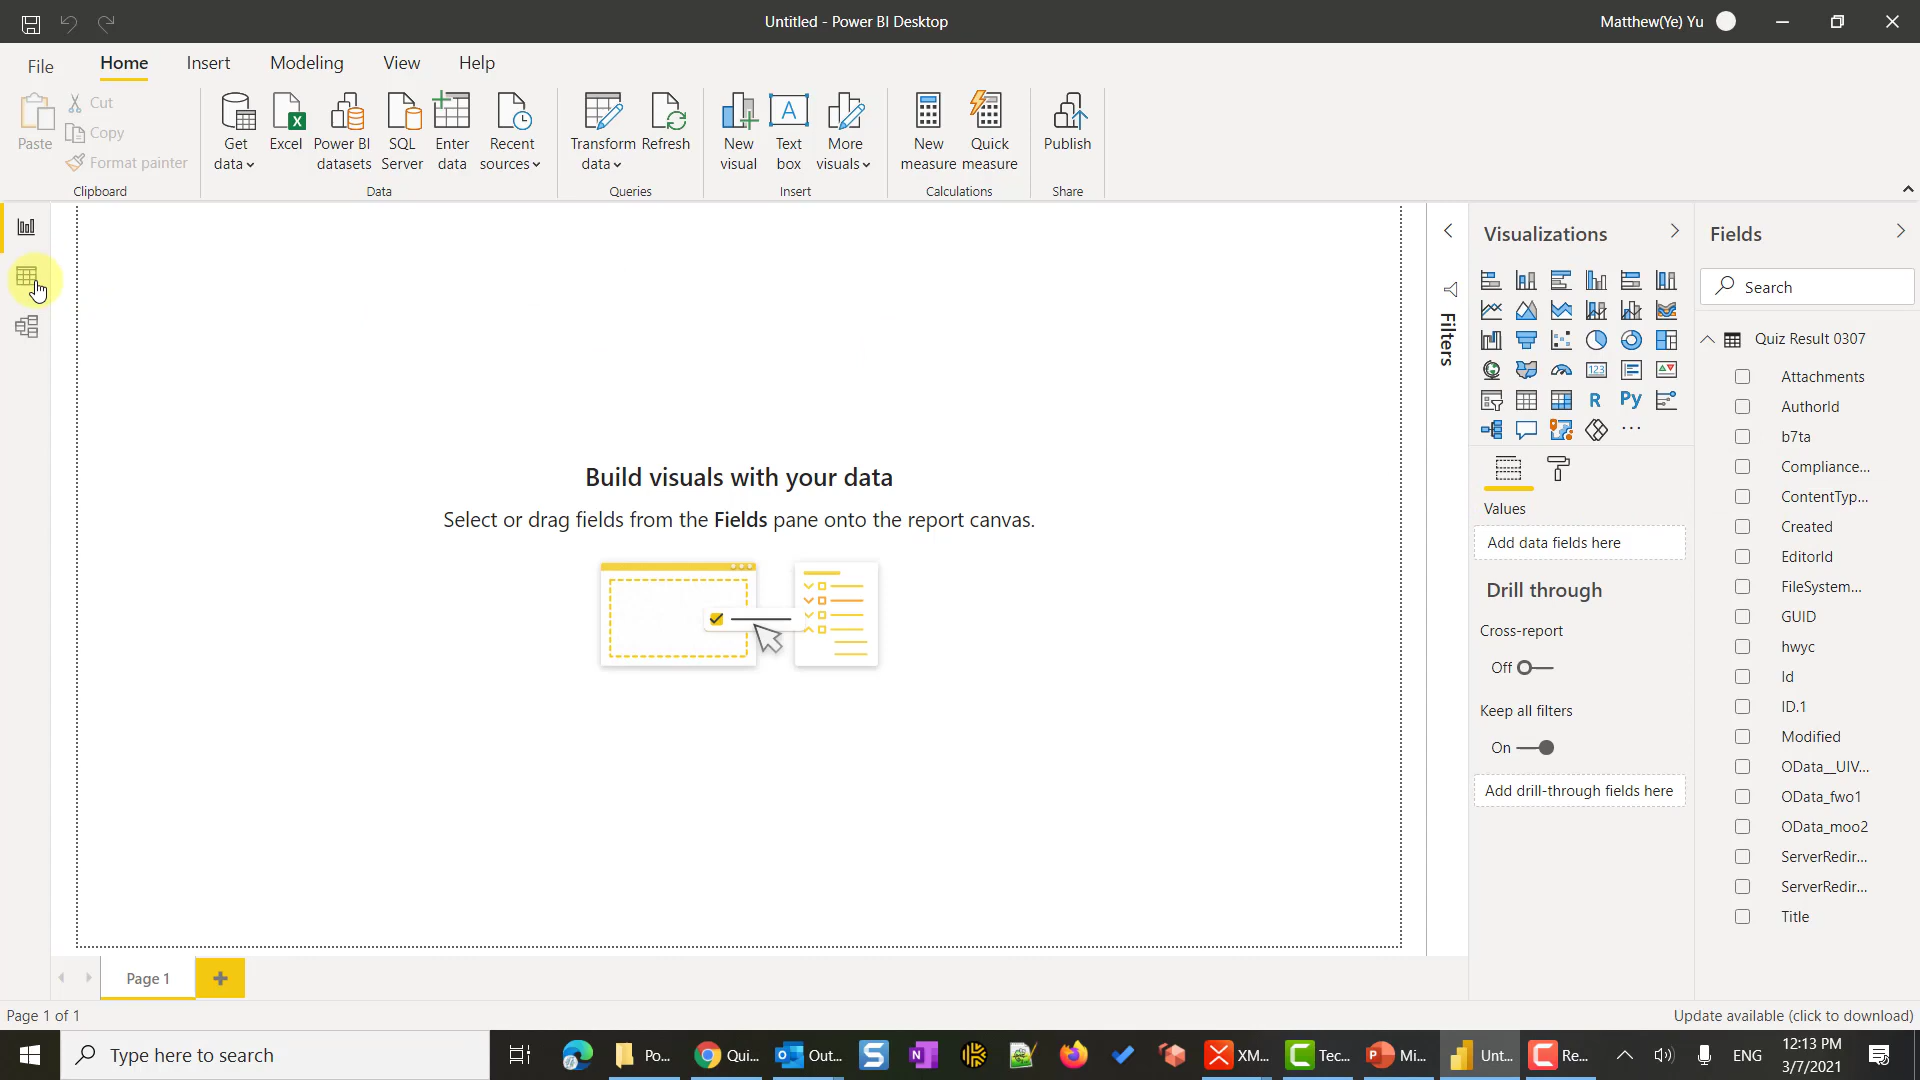 Untitled - Power BI Desktop
Matthew(Ye) Yu
File
Home
Insert
Modeling
View
Help
Paste
Cut
Copy
Format painter
Clipboard
Get
data
Excel
Power BI
datasets
SQL
Server
Enter
data
Recent
sources
Data
Transform
data
Refresh
Queries
New
visual
A
Text
box
More
visuals
Insert
New
measure
Quick
measure
Calculations
Publish
Share
Build visuals with your data
Select or drag fields from the Fields pane onto the report canvas.
Filters
Visualizations
123
R
Py
...
Values
Add data fields here
Drill through
Cross-report
Off
Keep all filters
On
Add drill-through fields here
Fields
Search
Quiz Result 0307
Attachments
AuthorId
b7ta
Compliance...
ContentTyp...
Created
EditorId
FileSystem...
GUID
hwyc
Id
ID.1
Modified
OData__UIV...
OData_fwo1
OData_moo2
ServerRedir...
ServerRedir...
Title
Page 1
Page 1 of 1
Update available (click to download)
Type here to search
Po...
Qui...
Out...
XM...
Tec...
Mi...
Unt...
Re...
ENG
12:13 PM
3/7/2021